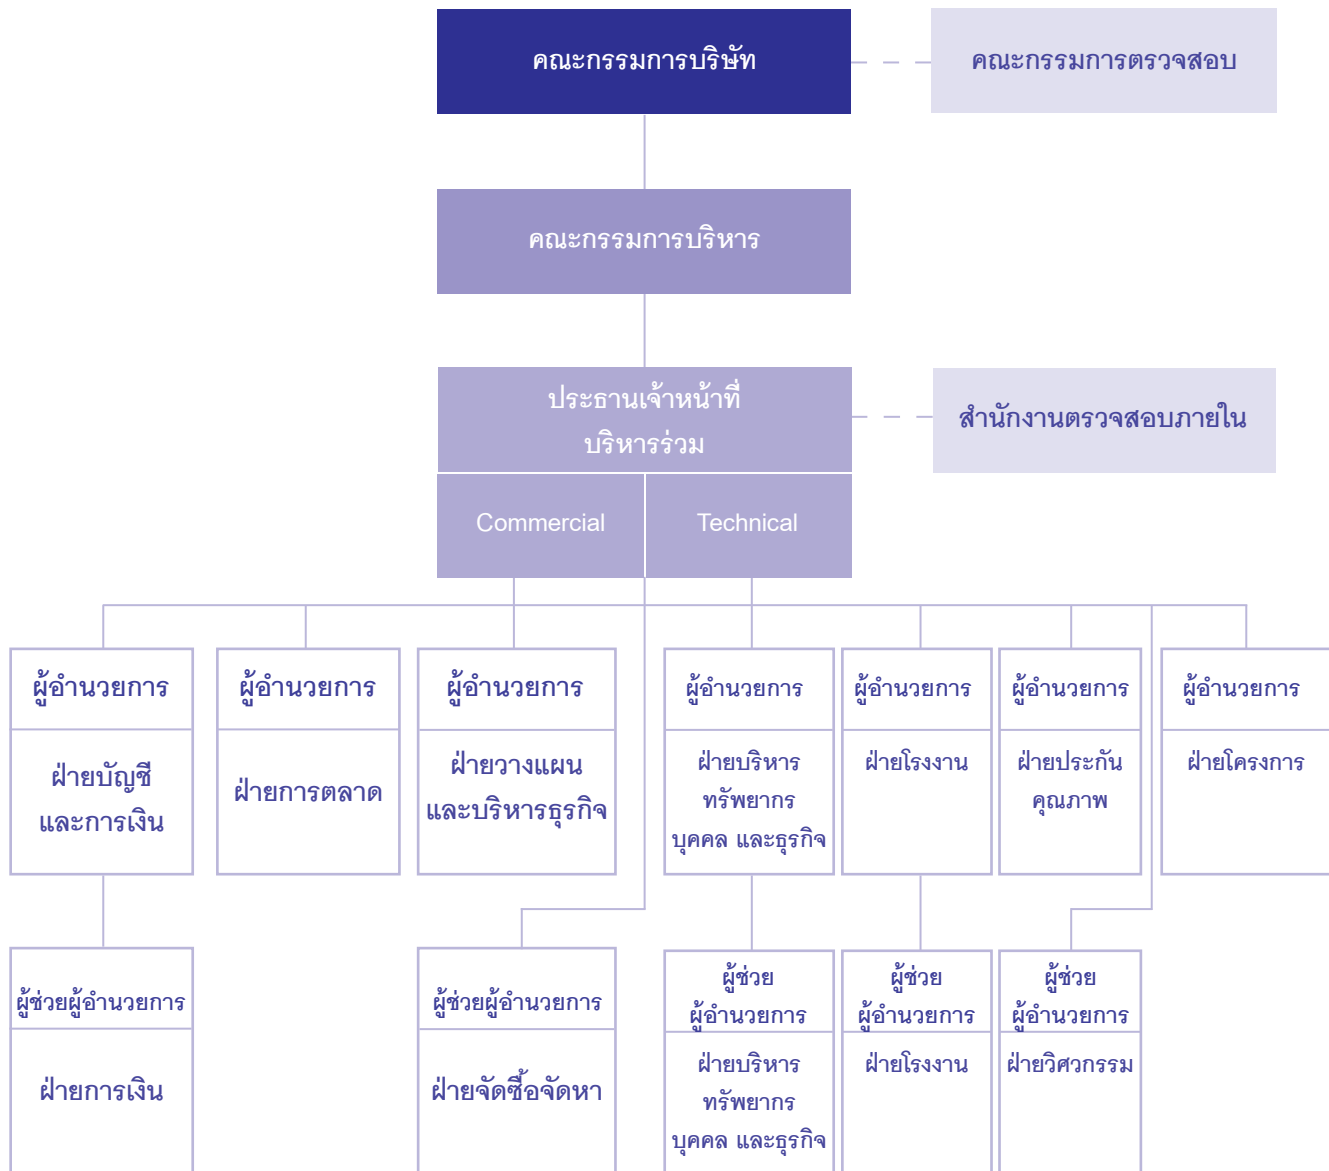 คณะกรรมการบริษัท
คณะกรรมการตรวจสอบ
คณะกรรมการบริหาร
ประธานเจ้าหน้าที่
บริหารร่วม
สำนักงานตรวจสอบภายใน
Commercial
Technical
ผู้อำนวยการ
ฝ่ายบัญชี
และการเงิน
ผู้อำนวยการ
ฝ่ายการตลาด
ผู้อำนวยการ
ฝ่ายวางแผน
และบริหารธุรกิจ
ผู้อำนวยการ
ฝ่ายบริหาร
ทรัพยากร
บุคคล และธุรกิจ
ผู้อำนวยการ
ฝ่ายโรงงาน
ผู้อำนวยการ
ฝ่ายประกัน
คุณภาพ
ผู้อำนวยการ
ฝ่ายโครงการ
ผู้ช่วยผู้อำนวยการ
ฝ่ายการเงิน
ผู้ช่วยผู้อำนวยการ
ฝ่ายจัดซื้อจัดหา
ผู้ช่วย
ผู้อำนวยการ
ฝ่ายบริหาร
ทรัพยากร
บุคคล และธุรกิจ
ผู้ช่วย
ผู้อำนวยการ
ฝ่ายโรงงาน
ผู้ช่วย
ผู้อำนวยการ
ฝ่ายวิศวกรรม